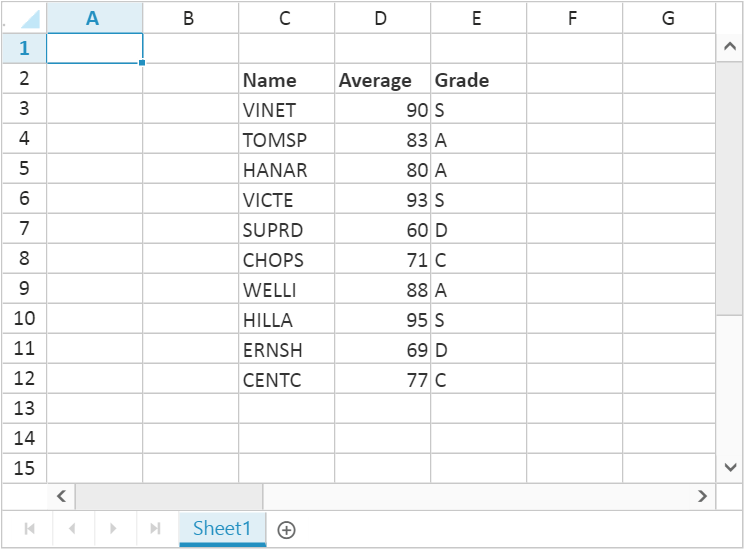 A B C D E F G
1
2 Name Average Grade
3 VINET 90 S
4 TOMSP 83 A
5 HANAR 80 A
6 VICTE 93 S
7 SUPRD 60 D
8 CHOPS 71 C
9 WELLI 88 A
10 HILLA 95 S
11 ERNSH 69 D
12 CENTC 77 C
13
14
15
Sheet1